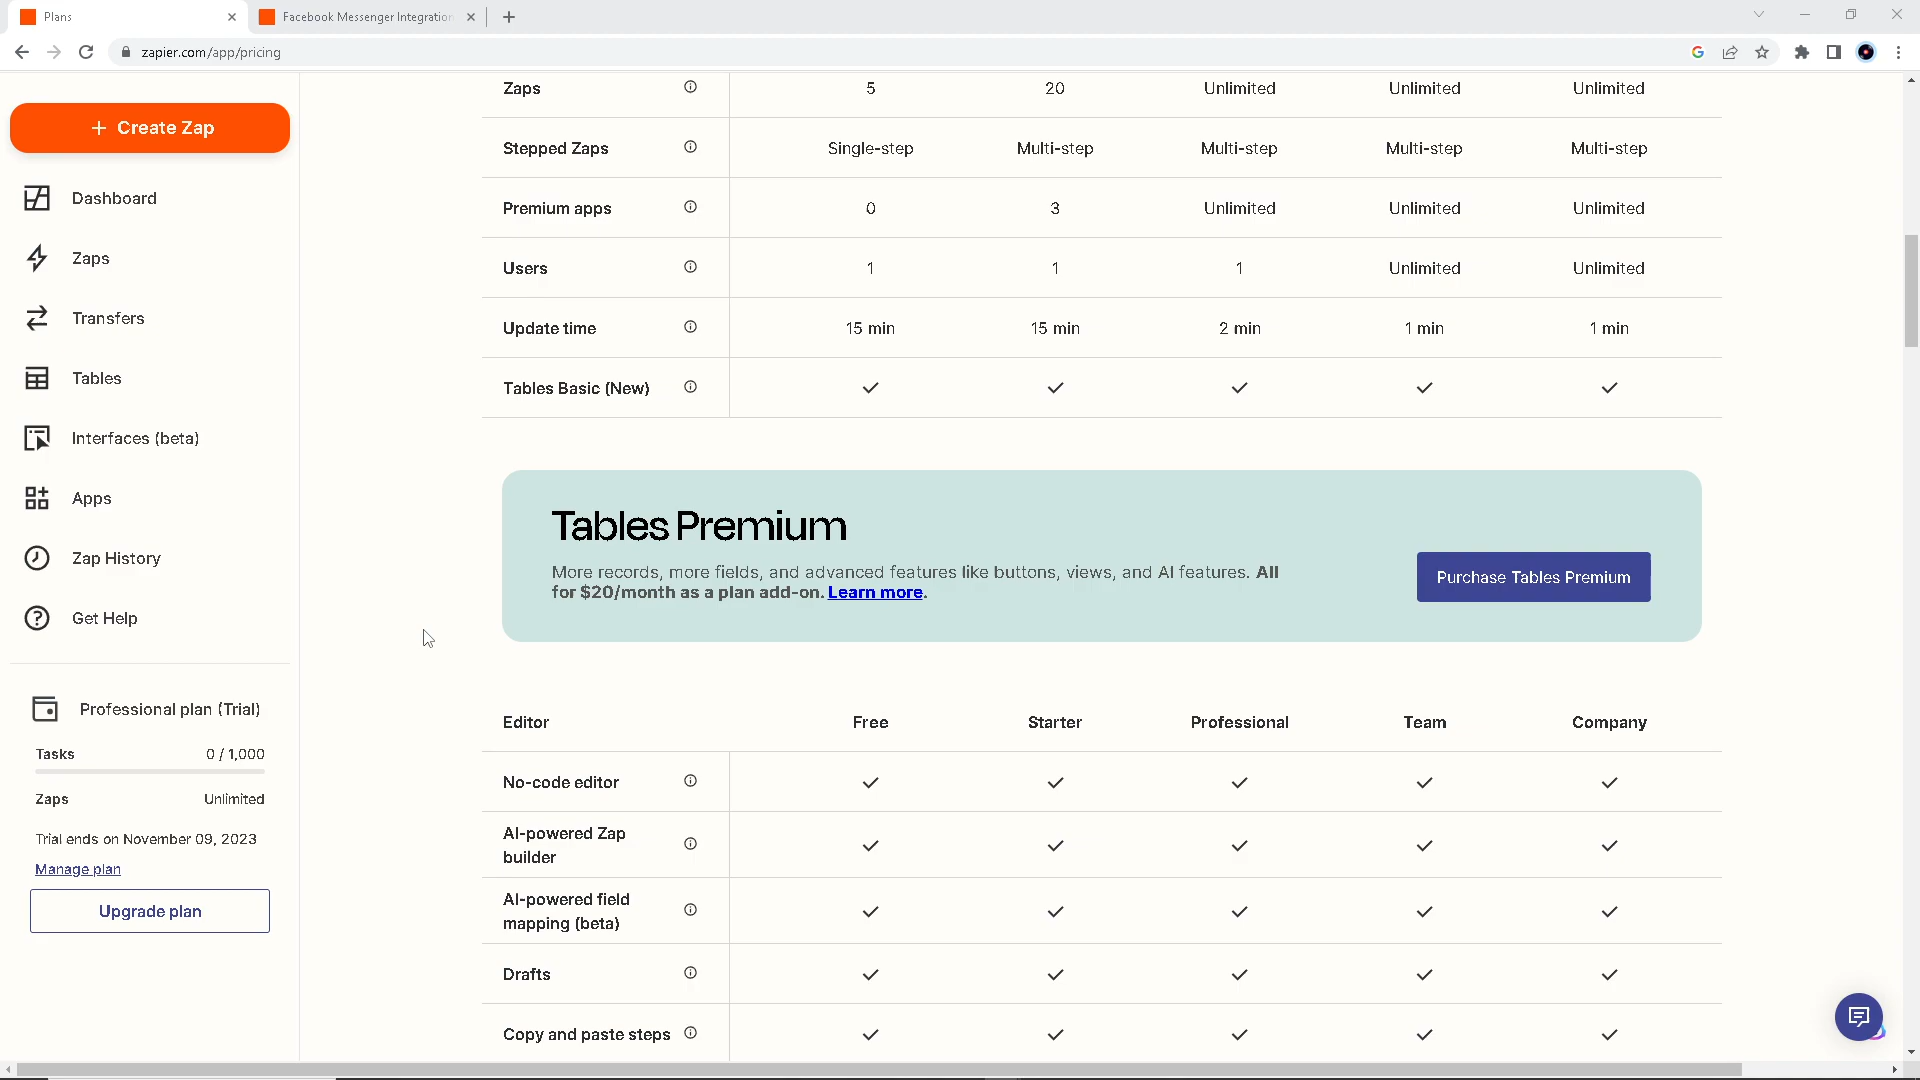 Plans
Facebook Messenger Integration
zapier.com/app/pricing
Create Zap
Dashboard
Zaps
Transfers
Tables
Interfaces (beta)
Apps
Zap History
Get Help
Professional plan (Trial)
Tasks 0 / 1,000
Zaps Unlimited
Trial ends on November 09, 2023
Manage plan
Upgrade plan
Zaps 5 20 Unlimited Unlimited Unlimited
Stepped Zaps Single-step Multi-step Multi-step Multi-step Multi-step
Premium apps 0 3 Unlimited Unlimited Unlimited
Users 1 1 1 Unlimited Unlimited
Update time 15 min 15 min 2 min 1 min 1 min
Tables Basic (New)
Tables Premium
More records, more fields, and advanced features like buttons, views, and AI features. All
for $20/month as a plan add-on. Learn more.
Purchase Tables Premium
Editor Free Starter Professional Team Company
No-code editor
AI-powered Zap
builder
AI-powered field
mapping (beta)
Drafts
Copy and paste steps